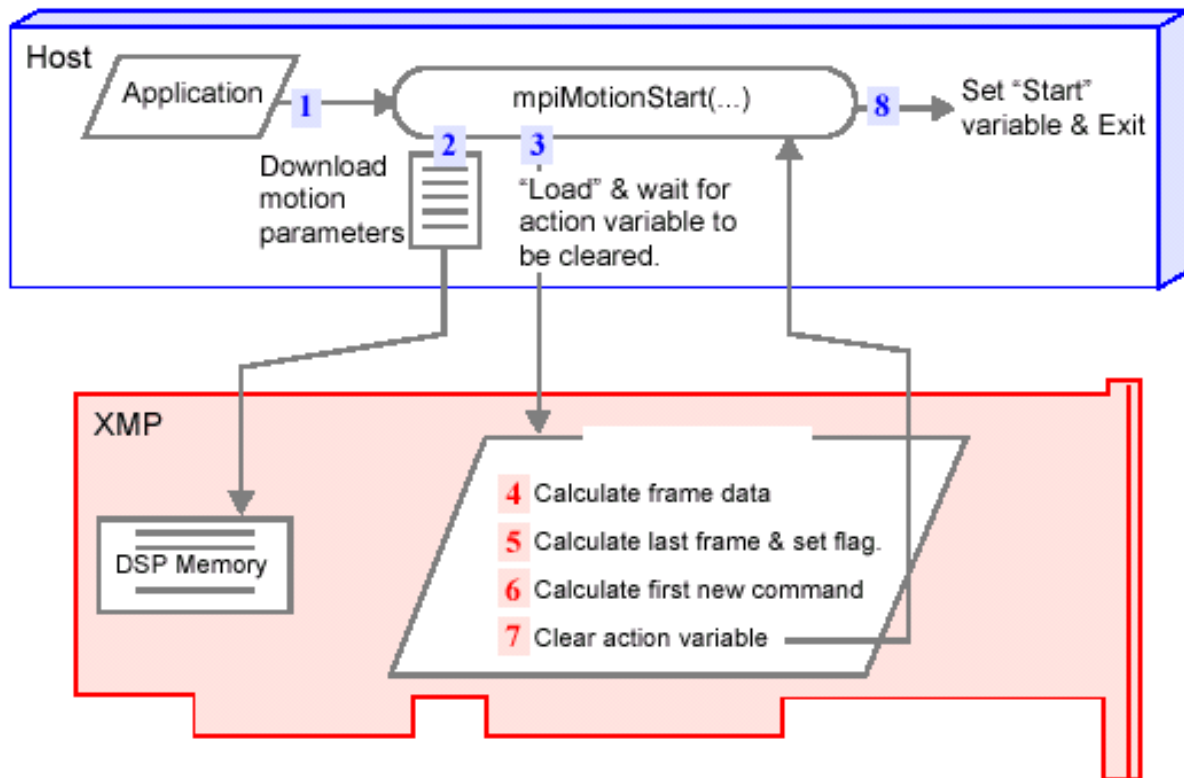 Host
Application
1
mpiMotionStart(...)
8
Set “Start”
variable & Exit
2
Download
motion
parameters
3
“Load” & wait for
action variable to
be cleared.
XMP
DSP Memory
4 Calculate frame data
5 Calculate last frame & set flag.
6 Calculate first new command
7 Clear action variable